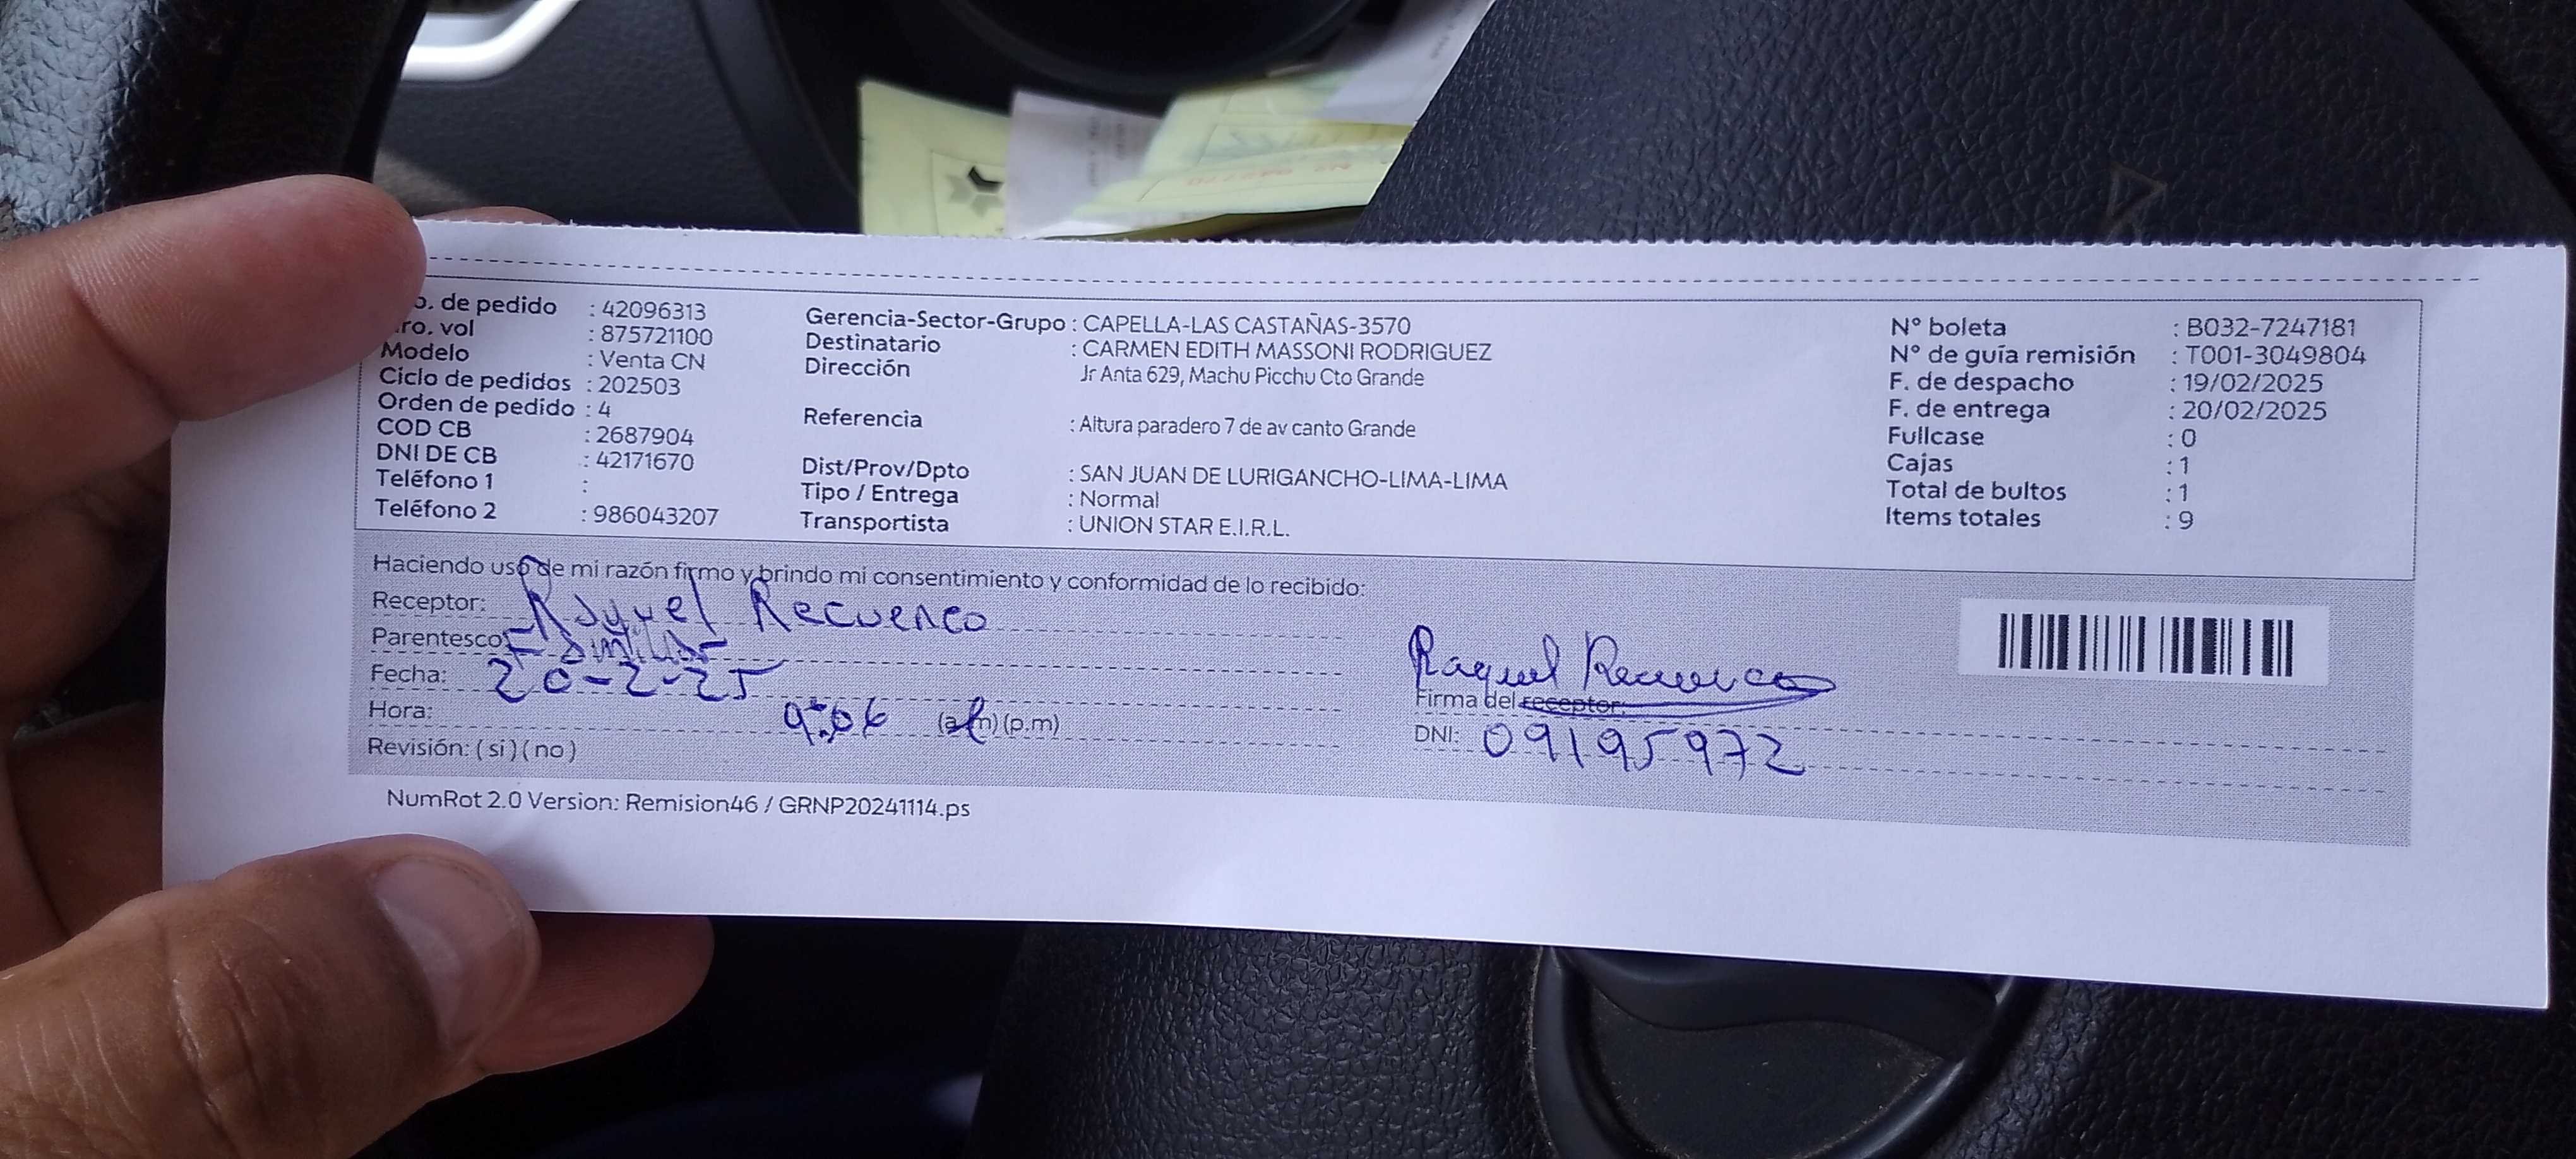 o. de pedido : 42096313
ro. vol : 875721100
Modelo : Venta CN
Ciclo de pedidos : 202503
Orden de pedido : 4
COD CB : 2687904
DNI DE CB : 42171670
Teléfono 1 :
Teléfono 2 : 986043207
Gerencia-Sector-Grupo : CAPELLA-LAS CASTAÑAS-3570
Destinatario : CARMEN EDITH MASSONI RODRIGUEZ
Dirección Jr Anta 629, Machu Picchu Cto Grande
Referencia : Altura paradero 7 de av canto Grande
Dist/Prov/Dpto : SAN JUAN DE LURIGANCHO-LIMA-LIMA
Tipo / Entrega : Normal
Transportista : UNION STAR E.I.R.L.
N° boleta : B032-7247181
N° de guía remisión : T001-3049804
F. de despacho : 19/02/2025
F. de entrega : 20/02/2025
Fullcase : 0
Cajas : 1
Total de bultos : 1
Items totales : 9
Haciendo uso de mi razón firmo y brindo mi consentimiento y conformidad de lo recibido:
Receptor: Raquel Recuenco
Parentesco: Familiar
Fecha: 20-2-25
Hora: 9:06 (a.m) (p.m)
Revisión: ( si ) ( no )
Raquel Recuenco
Firma del receptor:
DNI: 09195972
NumRot 2.0 Version: Remision46 / GRNP20241114.ps